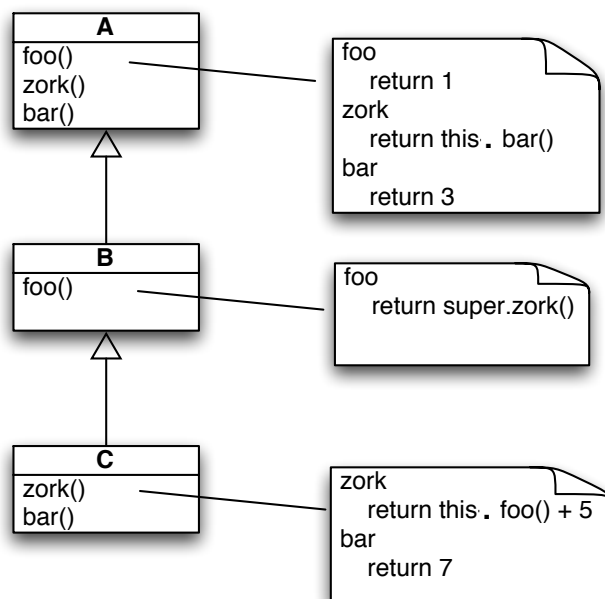 A
foo()
zork()
bar()
foo
return 1
zork
return this. bar()
bar
return 3
B
foo()
foo
return super.zork()
C
zork()
bar()
zork
return this. foo() + 5
bar
return 7